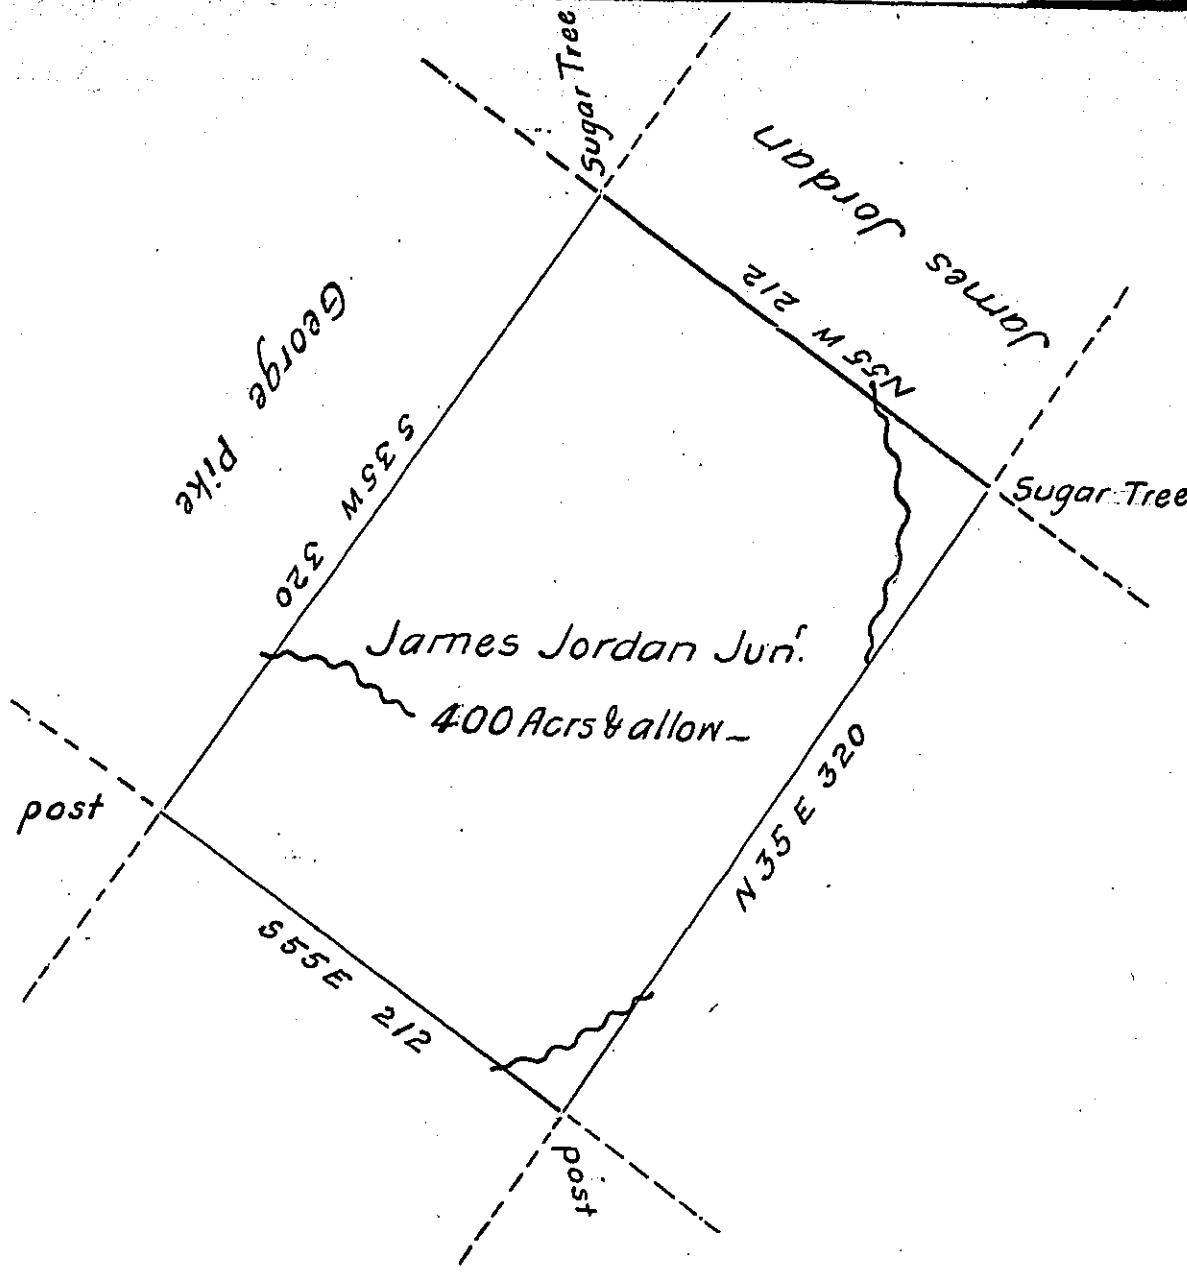 Sugar Tree
James Jordan
N55W 212
George Pike
S35W 320
Sugar Tree
James Jordan Junr.
400 Acrs & allow_
N35E 320
post
S55E 212
post